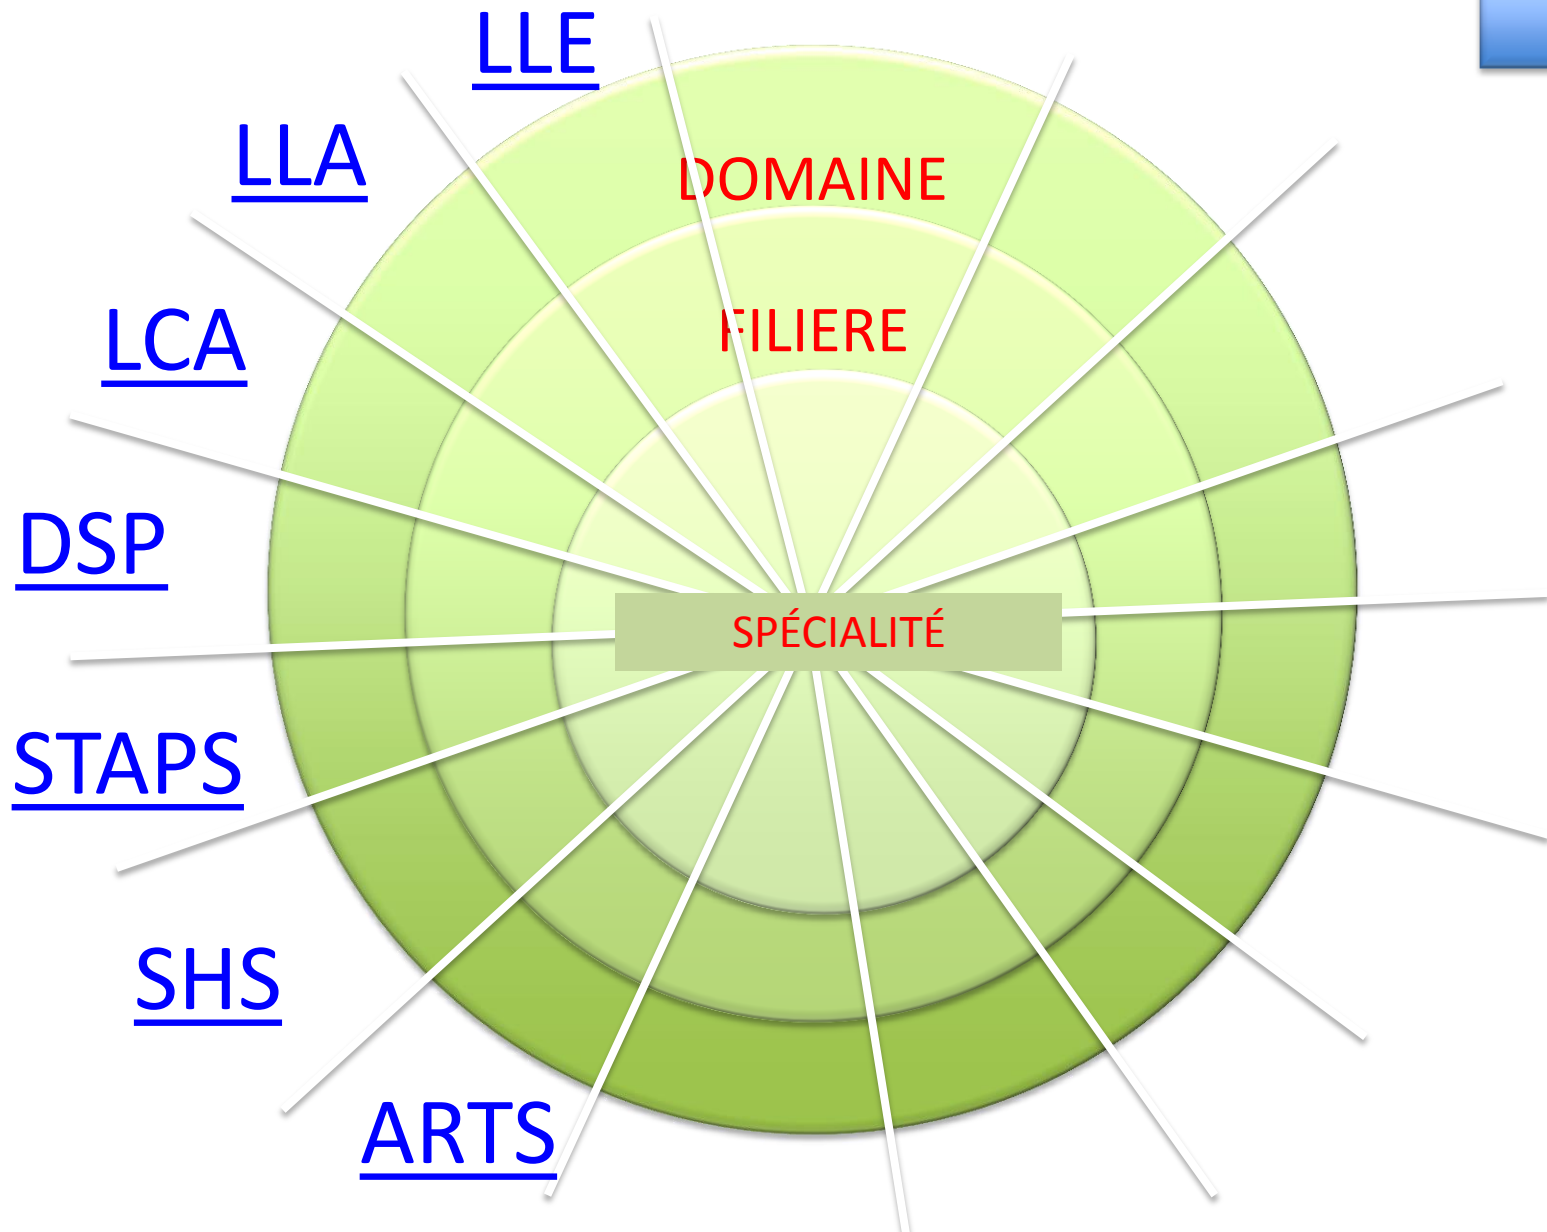 LLE
LLA
DOMAINE
LCA
FILIERE
DSP
SPÉCIALITÉ
STAPS
SHS
ARTS